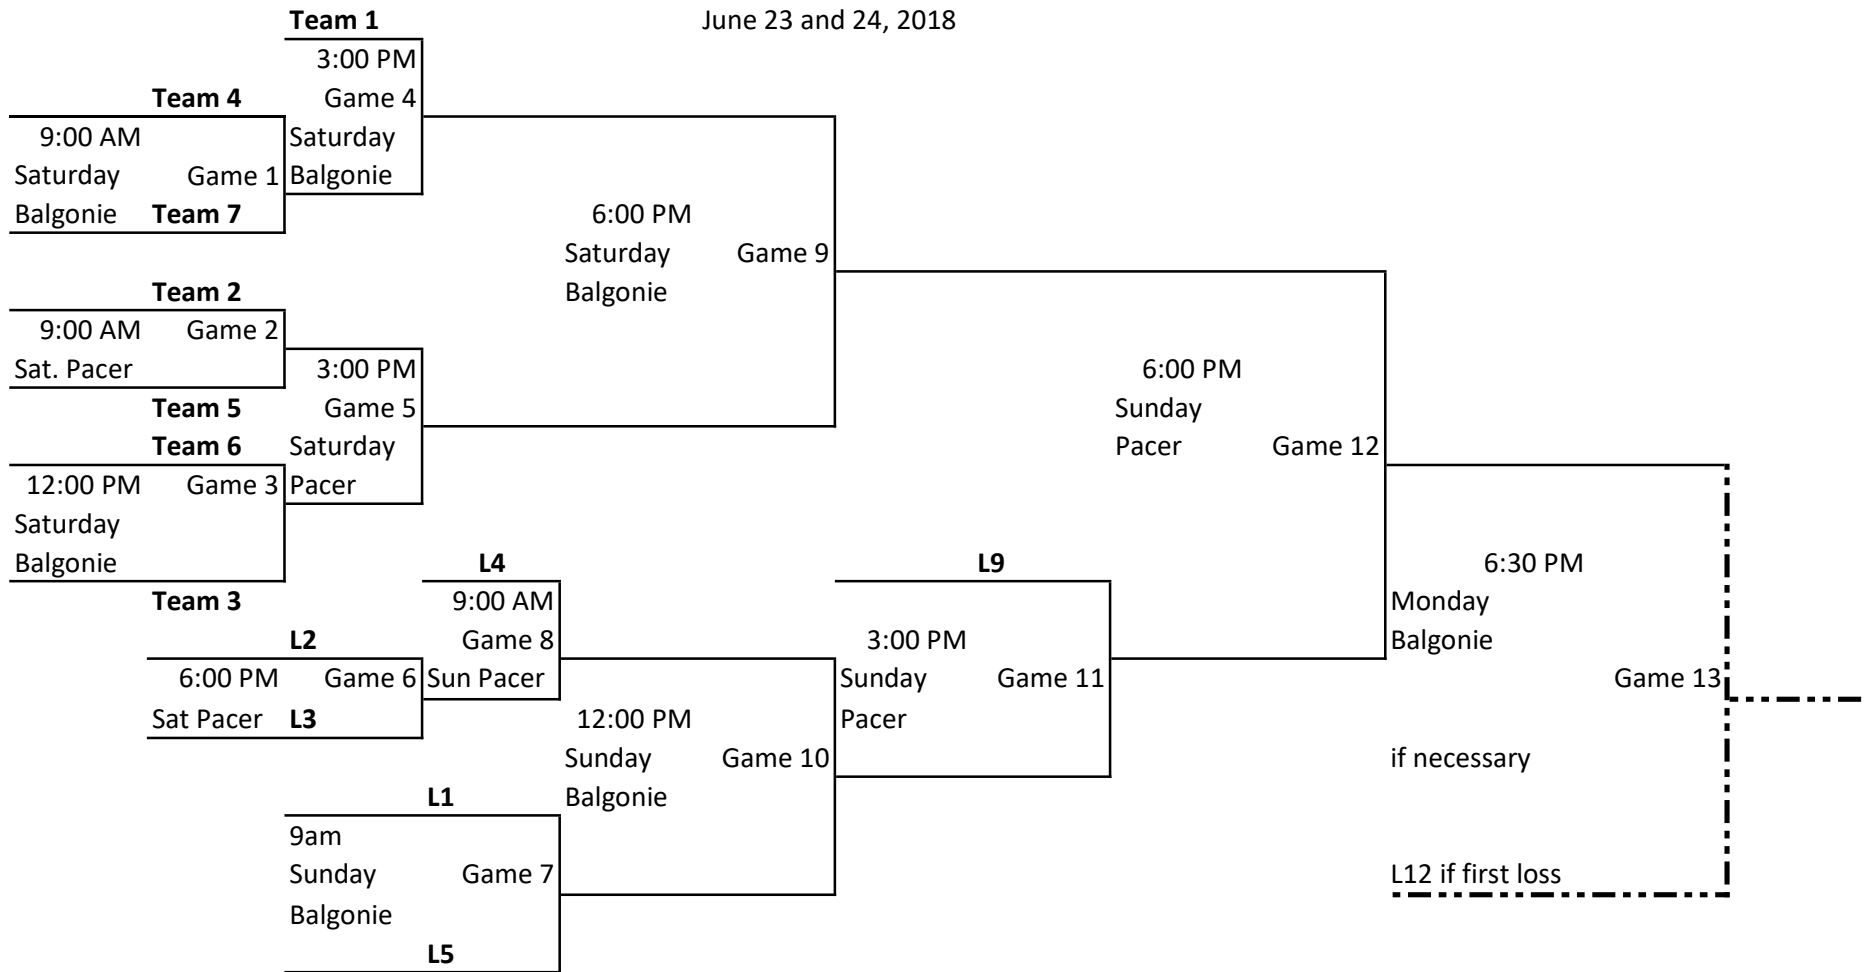 Team 1 June 23 and 24, 2018
3:00 PM
Team 4 Game 4
9:00 AM Saturday
Saturday Game 1 Balgonie
Balgonie Team 7 6:00 PM
Saturday Game 9
Team 2 Balgonie
9:00 AM Game 2
Sat. Pacer 3:00 PM 6:00 PM
Team 5 Game 5 Sunday
Team 6 Saturday Pacer Game 12
12:00 PM Game 3 Pacer
Saturday
Balgonie L4 L9 6:30 PM
Team 3 9:00 AM Monday
L2 Game 8 3:00 PM Balgonie
6:00 PM Game 6 Sun Pacer Sunday Game 11 Game 13
Sat Pacer L3 12:00 PM Pacer
Sunday Game 10 if necessary
L1 Balgonie
9am
Sunday Game 7 L12 if first loss
Balgonie
L5